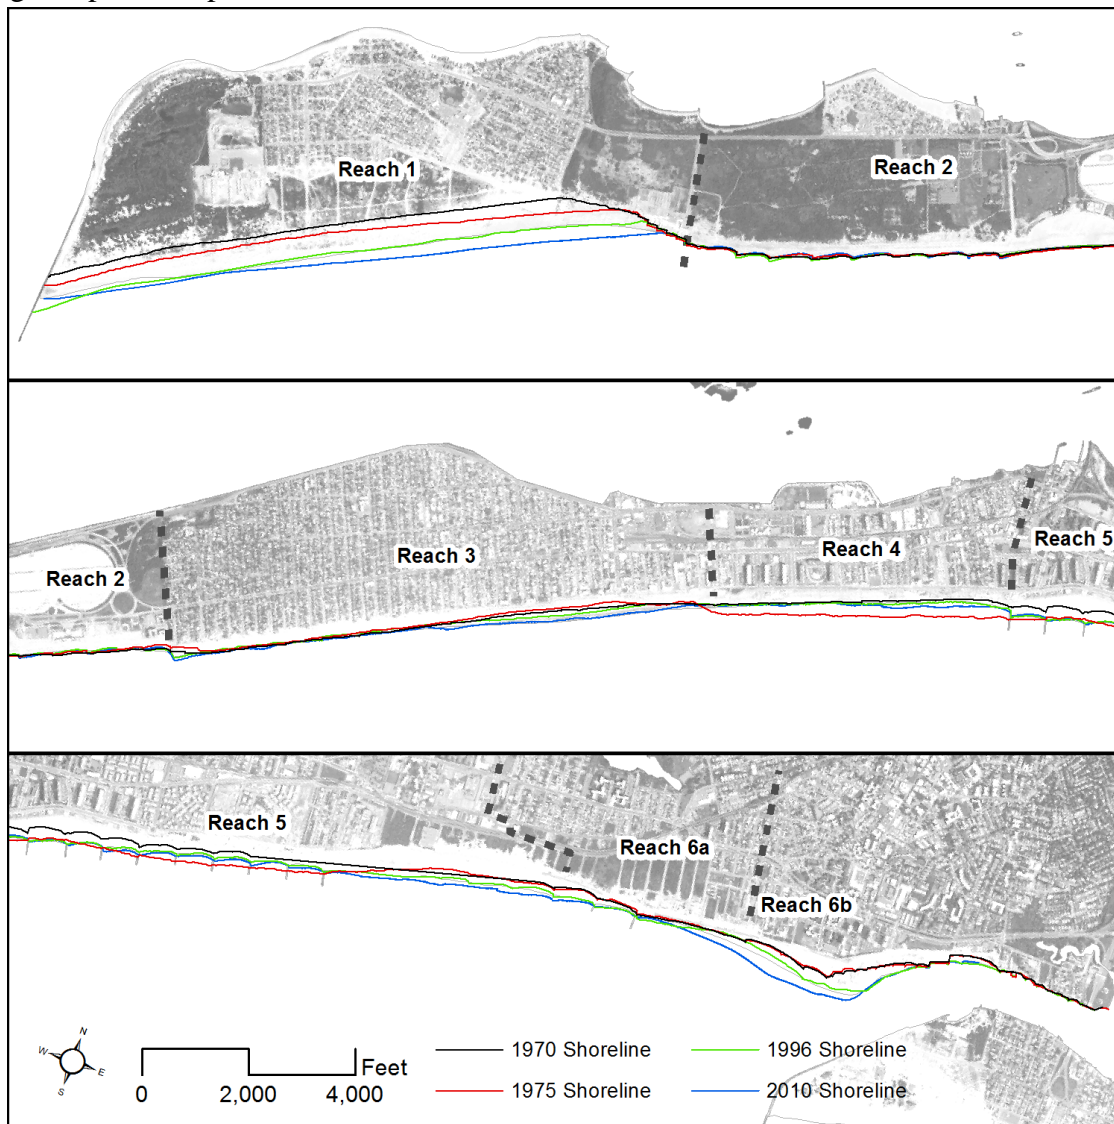 Reach 1
Reach 2
Reach 2
Reach 3
Reach 4
Reach 5
Reach 5
Reach 6a
Reach 6b
N
W
E
S
Feet
0 2,000 4,000
1970 Shoreline
1996 Shoreline
1975 Shoreline
2010 Shoreline